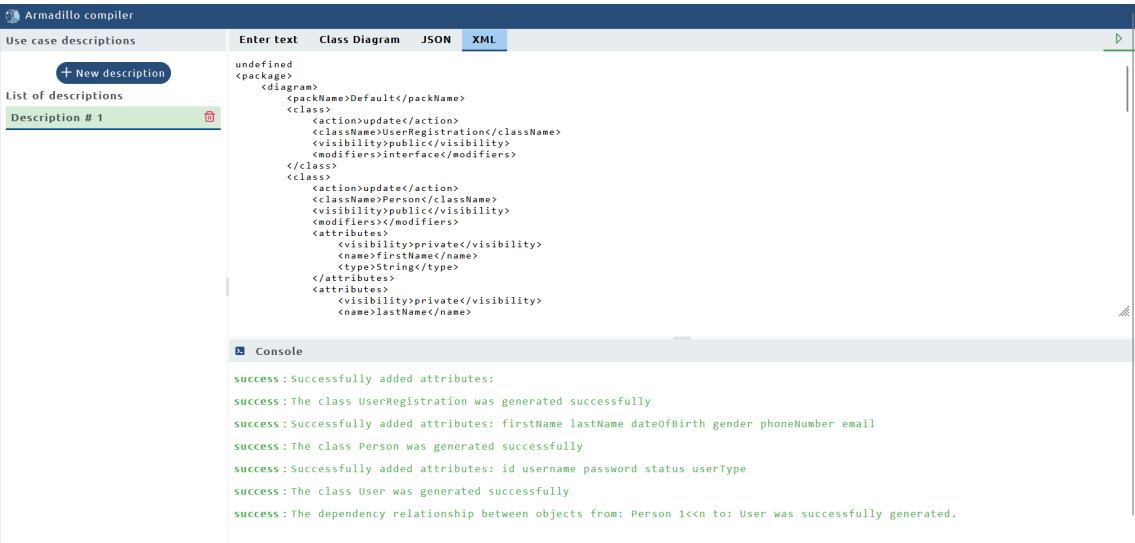 Armadillo compiler
Use case descriptions
Enter text Class Diagram JSON XML
+ New description
List of descriptions
Description # 1
undefined
<package>
    <diagram>
        <packName>Default</packName>
        <class>
            <action>update</action>
            <className>UserRegistration</className>
            <visibility>public</visibility>
            <modifiers>interface</modifiers>
        </class>
        <class>
            <action>update</action>
            <className>Person</className>
            <visibility>public</visibility>
            <modifiers></modifiers>
            <attributes>
                <visibility>private</visibility>
                <name>firstName</name>
                <type>String</type>
            </attributes>
            <attributes>
                <visibility>private</visibility>
                <name>lastName</name>
Console
success : Successfully added attributes:
success : The class UserRegistration was generated successfully
success : Successfully added attributes: firstName lastName dateOfBirth gender phoneNumber email
success : The class Person was generated successfully
success : Successfully added attributes: id username password status userType
success : The class User was generated successfully
success : The dependency relationship between objects from: Person 1<<n to: User was successfully generated.